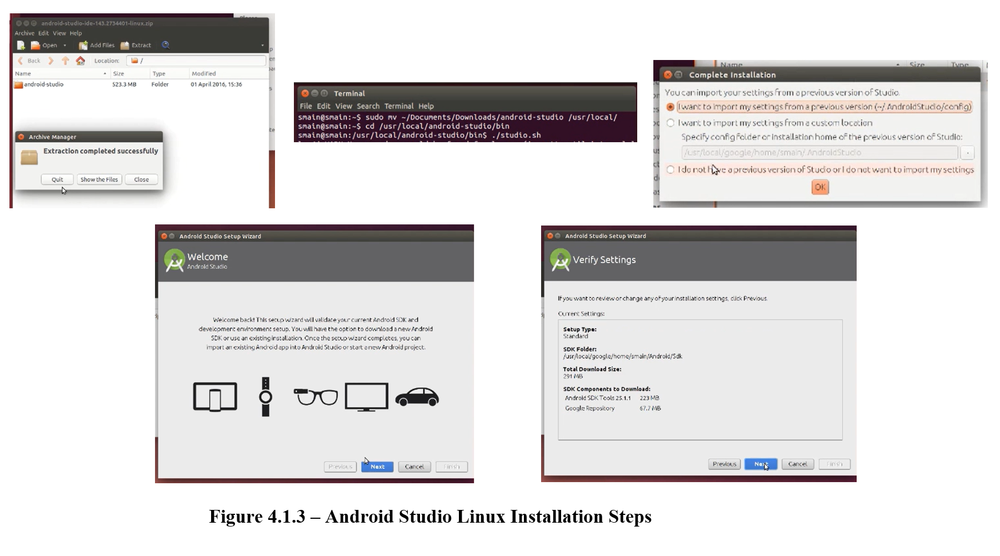 android-studio-ide-143.2734401-linux.zip
Archive Edit View Help
Open Add Files Extract
Back Location: /
Name Size Type Modified
android-studio 523.3 MB Folder 01 April 2016, 15:36
Archive Manager
Extraction completed successfully
Quit Show the Files Close
Terminal
File Edit View Search Terminal Help
smain@smain:~$ sudo mv ~/Documents/Downloads/android-studio /usr/local/
smain@smain:~$ cd /usr/local/android-studio/bin
smain@smain:/usr/local/android-studio/bin$ ./studio.sh
Name Size Type
Complete Installation
You can import your settings from a previous version of Studio.
I want to import my settings from a previous version (~/.AndroidStudio/config)
I want to import my settings from a custom location
Specify config folder or installation home of the previous version of Studio:
/usr/local/google/home/smain/.AndroidStudio
I do not have a previous version of Studio or I do not want to import my settings
OK
Android Studio Setup Wizard
Welcome
Android Studio
Welcome back! This setup wizard will validate your current Android SDK and
development environment setup. You will have the option to download a new Android
SDK or use an existing installation. Once the setup wizard completes, you can
import an existing Android app into Android Studio or start a new Android project.
Previous Next Cancel Finish
Android Studio Setup Wizard
Verify Settings
If you want to review or change any of your installation settings, click Previous.
Current Settings:
Setup Type:
Standard
SDK Folder:
/usr/local/google/home/smain/Android/Sdk
Total Download Size:
291 MB
SDK Components to Download:
Android SDK Tools 25.1.1 223 MB
Google Repository 67.7 MB
Previous Next Cancel Finish
Figure 4.1.3 – Android Studio Linux Installation Steps